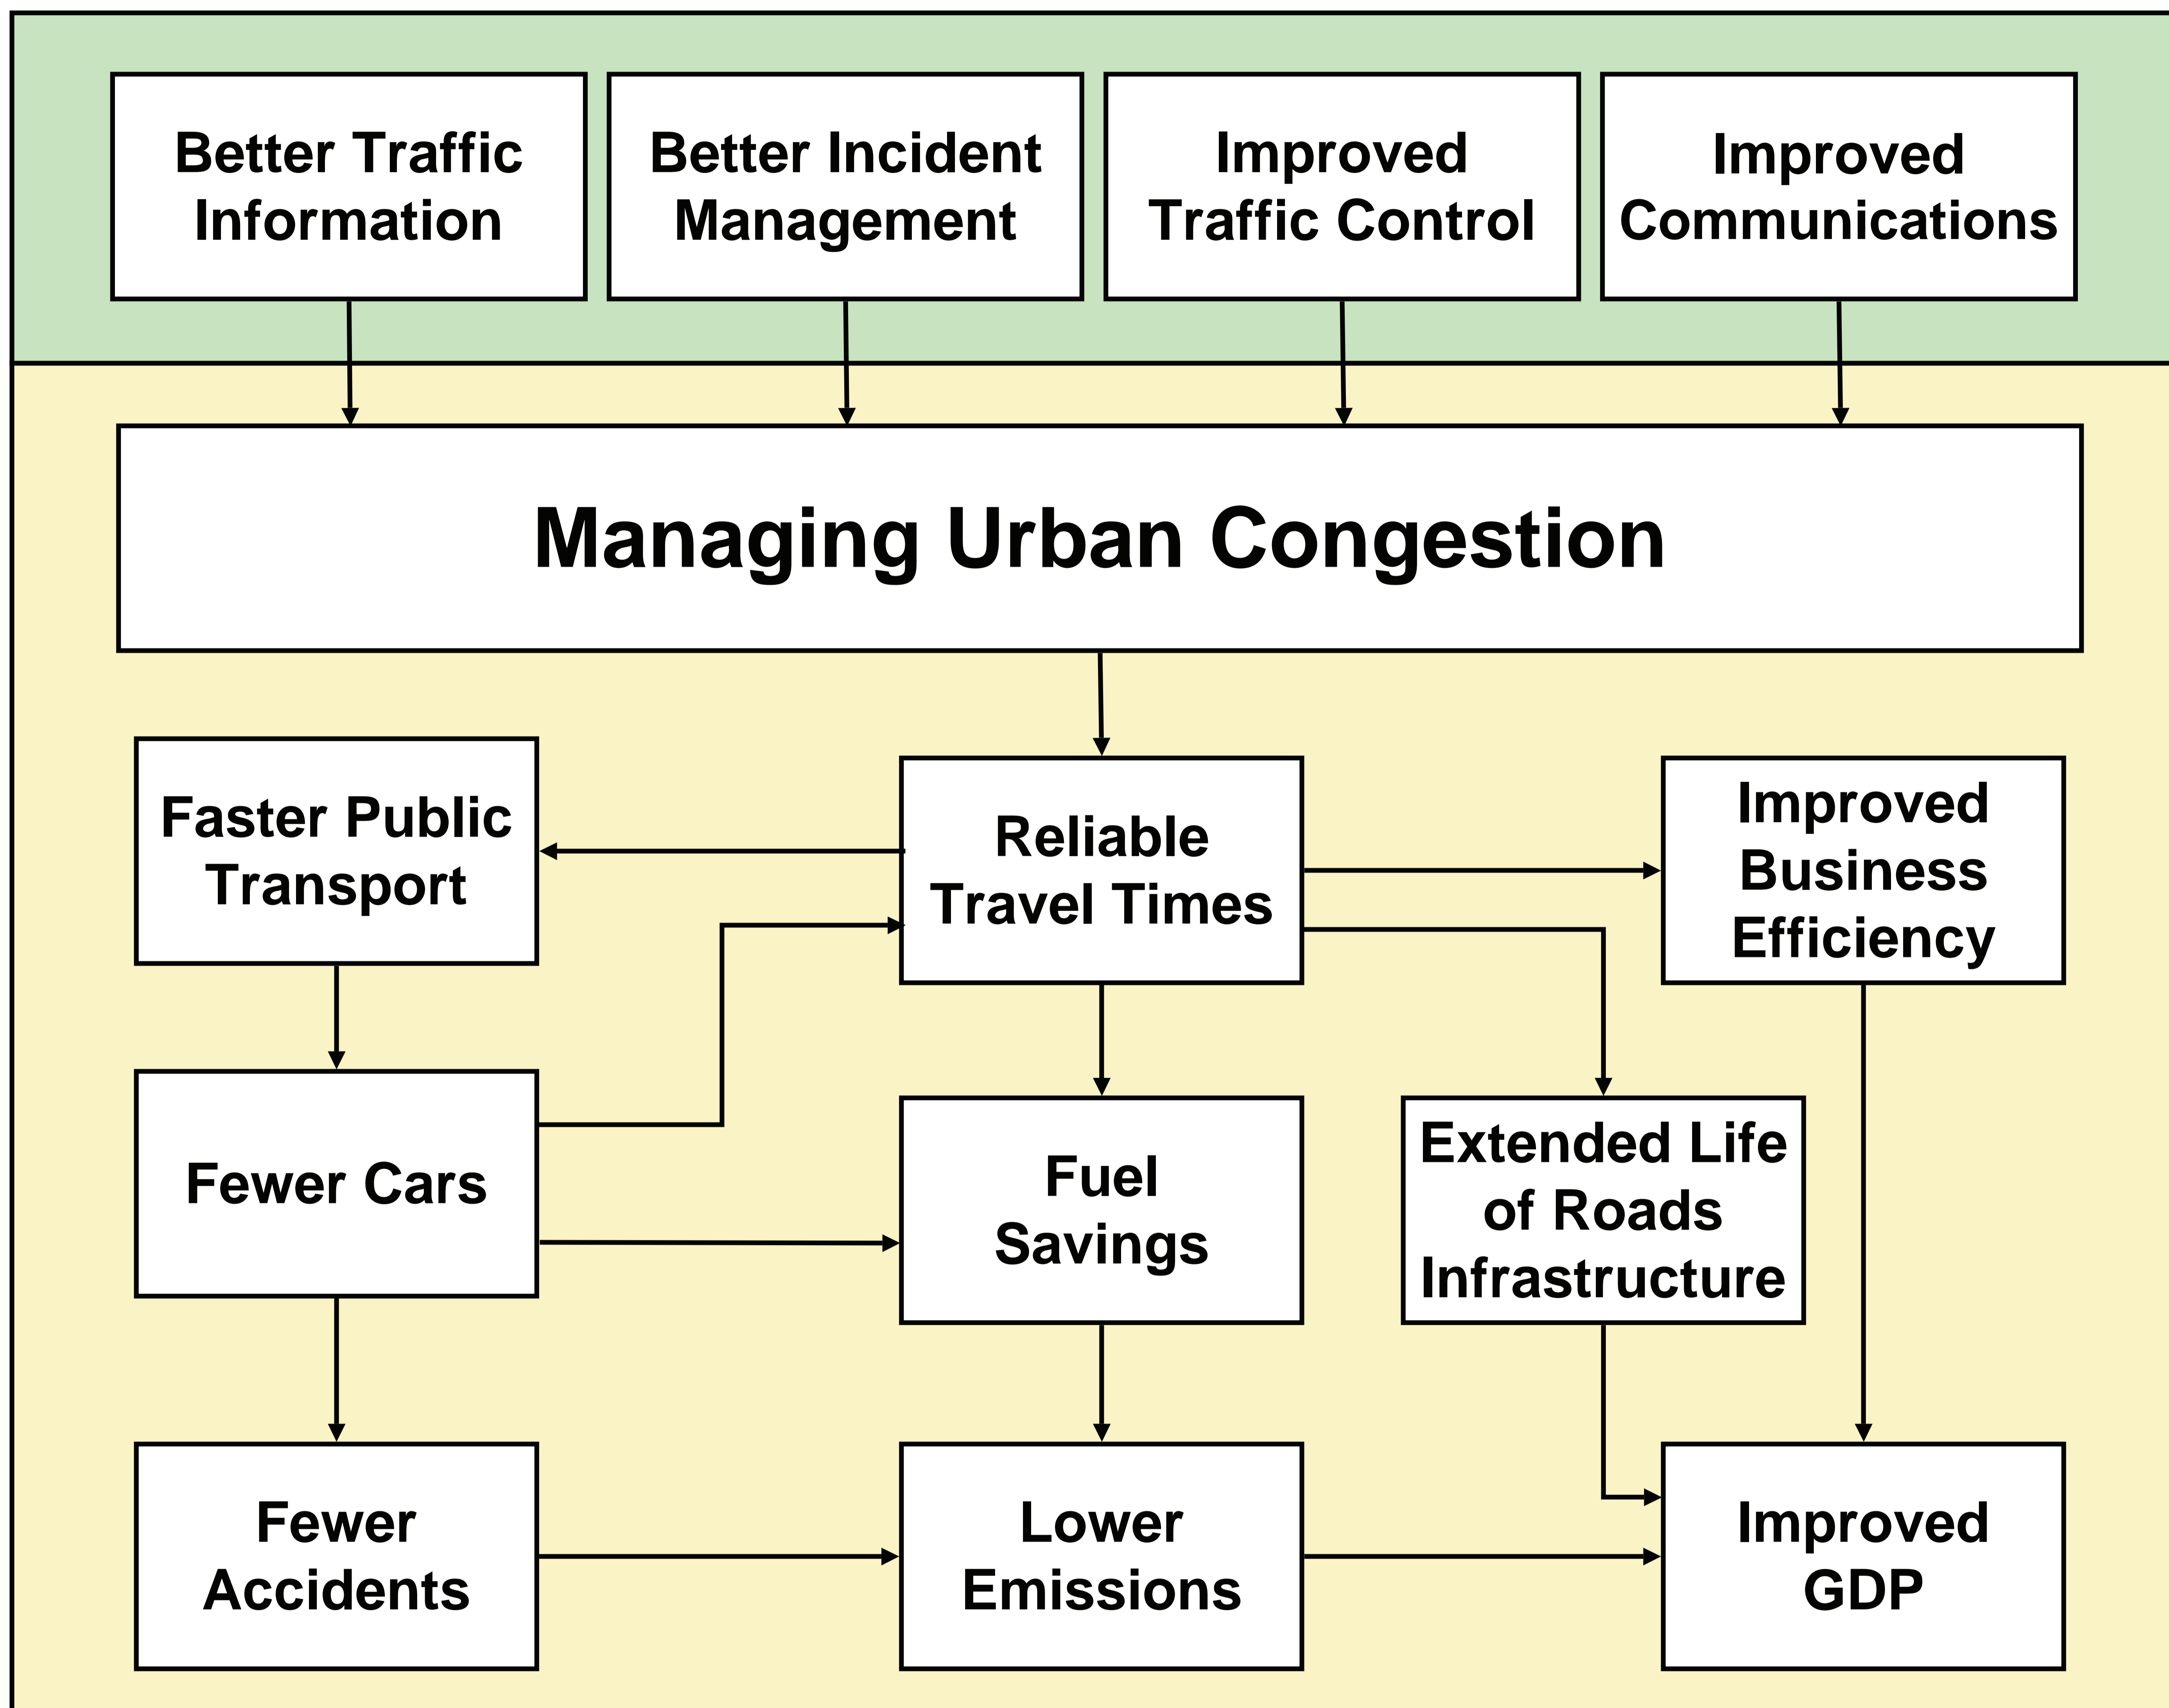 Better Traffic
Information
Better Incident
Management
Improved
Traffic Control
Improved
Communications
Managing Urban Congestion
Faster Public
Transport
Reliable
Travel Times
Improved
Business
Efficiency
Fewer Cars
Fuel
Savings
Extended Life
of Roads
Infrastructure
Fewer
Accidents
Lower
Emissions
Improved
GDP